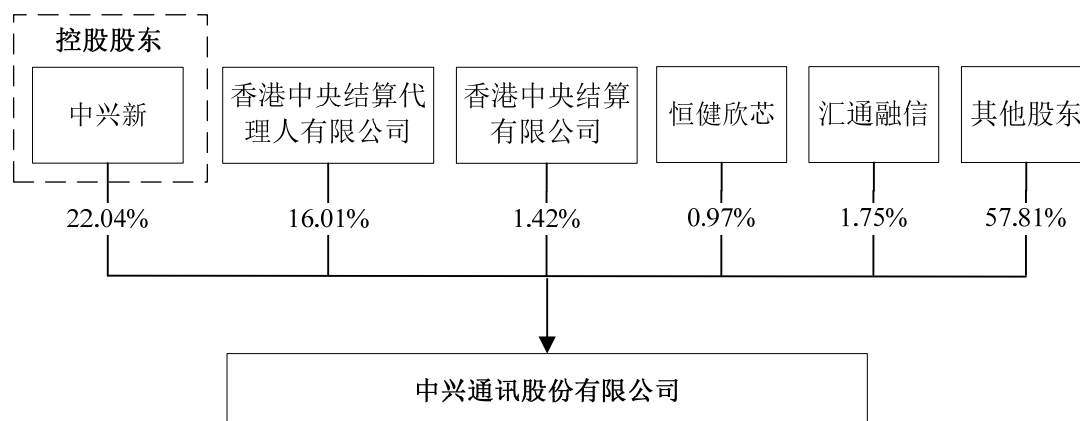 控股股东
中兴新
香港中央结算代
理人有限公司
香港中央结算
有限公司
恒健欣芯
汇通融信
其他股东
22.04%
16.01%
1.42%
0.97%
1.75%
57.81%
中兴通讯股份有限公司